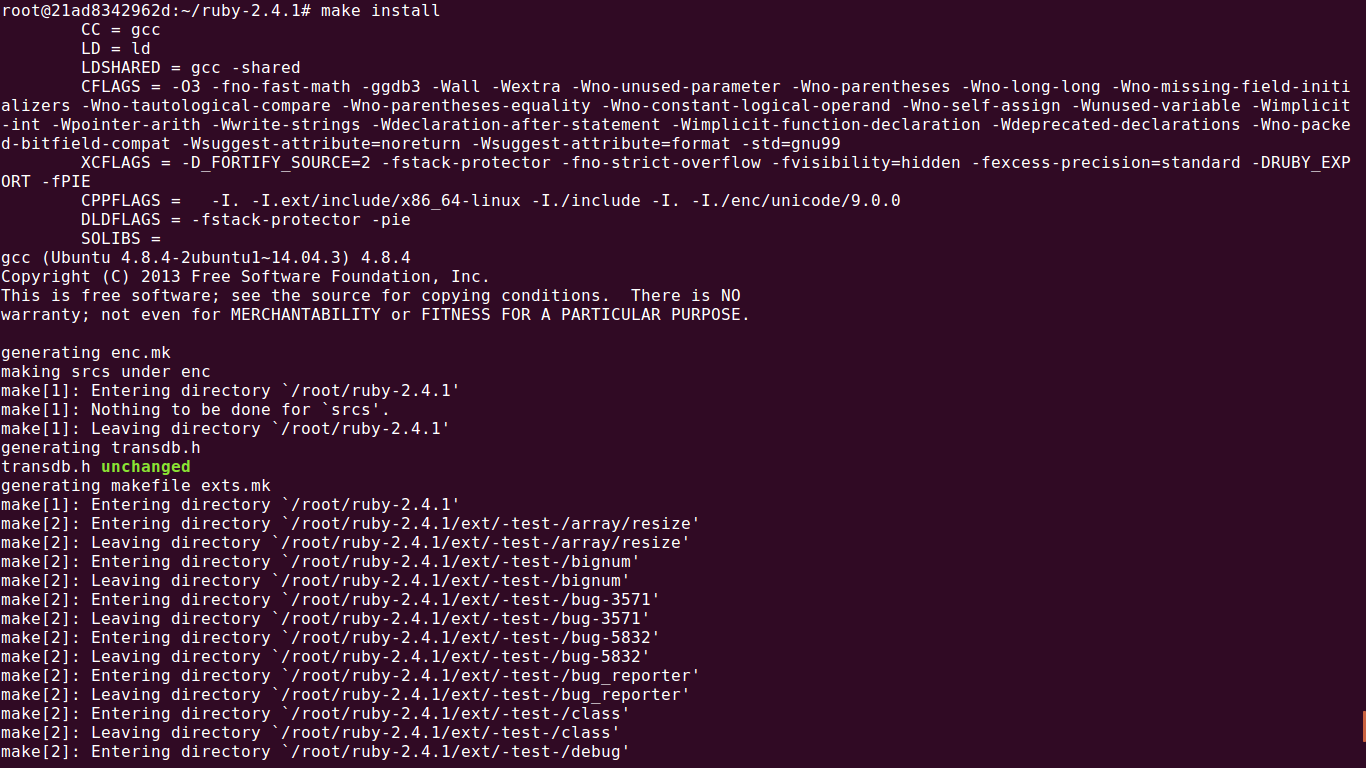 root@21ad8342962d:~/ruby-2.4.1# make install
        CC = gcc
        LD = ld
        LDSHARED = gcc -shared
        CFLAGS = -O3 -fno-fast-math -ggdb3 -Wall -Wextra -Wno-unused-parameter -Wno-parentheses -Wno-long-long -Wno-missing-field-initi
alizers -Wno-tautological-compare -Wno-parentheses-equality -Wno-constant-logical-operand -Wno-self-assign -Wunused-variable -Wimplicit
-int -Wpointer-arith -Wwrite-strings -Wdeclaration-after-statement -Wimplicit-function-declaration -Wdeprecated-declarations -Wno-packe
d-bitfield-compat -Wsuggest-attribute=noreturn -Wsuggest-attribute=format -std=gnu99
        XCFLAGS = -D_FORTIFY_SOURCE=2 -fstack-protector -fno-strict-overflow -fvisibility=hidden -fexcess-precision=standard -DRUBY_EXP
ORT -fPIE
        CPPFLAGS =   -I. -I.ext/include/x86_64-linux -I./include -I. -I./enc/unicode/9.0.0
        DLDFLAGS = -fstack-protector -pie
        SOLIBS =
gcc (Ubuntu 4.8.4-2ubuntu1~14.04.3) 4.8.4
Copyright (C) 2013 Free Software Foundation, Inc.
This is free software; see the source for copying conditions.  There is NO
warranty; not even for MERCHANTABILITY or FITNESS FOR A PARTICULAR PURPOSE.

generating enc.mk
making srcs under enc
make[1]: Entering directory `/root/ruby-2.4.1'
make[1]: Nothing to be done for `srcs'.
make[1]: Leaving directory `/root/ruby-2.4.1'
generating transdb.h
transdb.h unchanged
generating makefile exts.mk
make[1]: Entering directory `/root/ruby-2.4.1'
make[2]: Entering directory `/root/ruby-2.4.1/ext/-test-/array/resize'
make[2]: Leaving directory `/root/ruby-2.4.1/ext/-test-/array/resize'
make[2]: Entering directory `/root/ruby-2.4.1/ext/-test-/bignum'
make[2]: Leaving directory `/root/ruby-2.4.1/ext/-test-/bignum'
make[2]: Entering directory `/root/ruby-2.4.1/ext/-test-/bug-3571'
make[2]: Leaving directory `/root/ruby-2.4.1/ext/-test-/bug-3571'
make[2]: Entering directory `/root/ruby-2.4.1/ext/-test-/bug-5832'
make[2]: Leaving directory `/root/ruby-2.4.1/ext/-test-/bug-5832'
make[2]: Entering directory `/root/ruby-2.4.1/ext/-test-/bug_reporter'
make[2]: Leaving directory `/root/ruby-2.4.1/ext/-test-/bug_reporter'
make[2]: Entering directory `/root/ruby-2.4.1/ext/-test-/class'
make[2]: Leaving directory `/root/ruby-2.4.1/ext/-test-/class'
make[2]: Entering directory `/root/ruby-2.4.1/ext/-test-/debug'